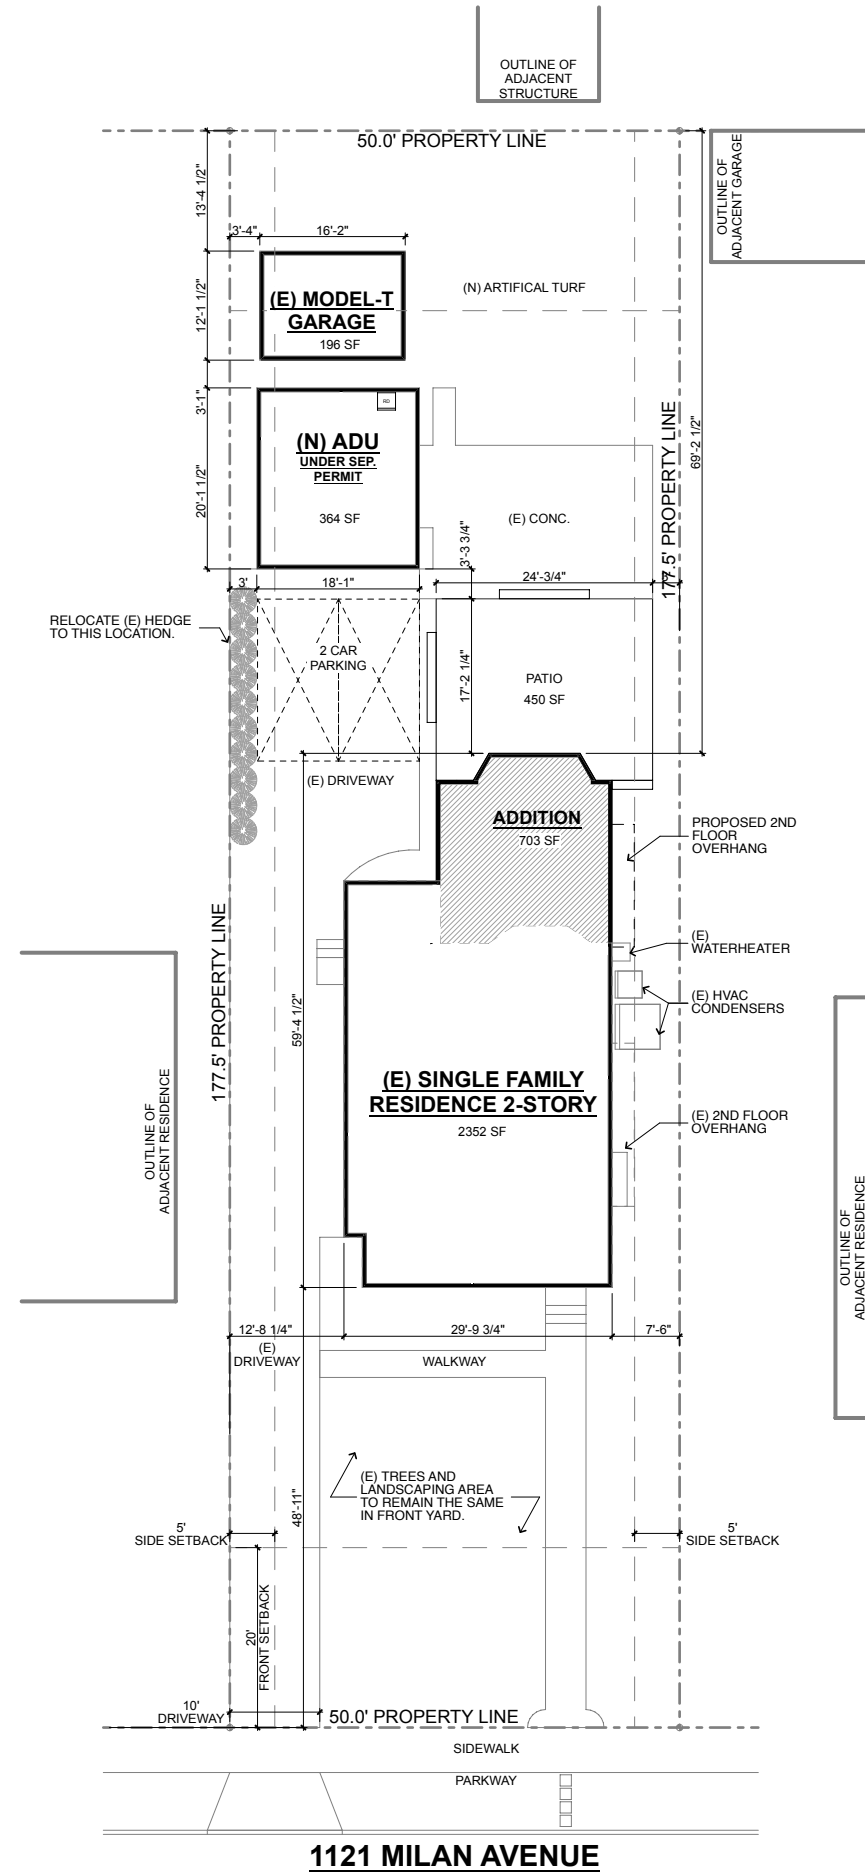 OUTLINE OF
ADJACENT
STRUCTURE
50.0' PROPERTY LINE
OUTLINE OF
ADJACENT GARAGE
13'-4 1/2"
3'-4"
16'-2"
(N) ARTIFICAL TURF
(E) MODEL-T
GARAGE
196 SF
12'-1 1/2"
3'-1"
RD
(N) ADU
UNDER SEP.
PERMIT
364 SF
20'-1 1/2"
(E) CONC.
3'-3 3/4"
177.5' PROPERTY LINE
69'-2 1/2"
3'
18'-1"
24'-3/4"
RELOCATE (E) HEDGE
TO THIS LOCATION.
2 CAR
PARKING
17'-2 1/4"
PATIO
450 SF
(E) DRIVEWAY
ADDITION
703 SF
PROPOSED 2ND
FLOOR
OVERHANG
177.5' PROPERTY LINE
(E)
WATERHEATER
(E) HVAC
CONDENSERS
59'-4 1/2"
(E) SINGLE FAMILY
RESIDENCE 2-STORY
2352 SF
(E) 2ND FLOOR
OVERHANG
OUTLINE OF
ADJACENT RESIDENCE
OUTLINE OF
ADJACENT RESIDENCE
12'-8 1/4"
29'-9 3/4"
7'-6"
(E)
DRIVEWAY
WALKWAY
(E) TREES AND
LANDSCAPING AREA
TO REMAIN THE SAME
IN FRONT YARD.
48'-11"
5'
SIDE SETBACK
5'
SIDE SETBACK
20'
FRONT SETBACK
10'
DRIVEWAY
50.0' PROPERTY LINE
SIDEWALK
PARKWAY
1121 MILAN AVENUE